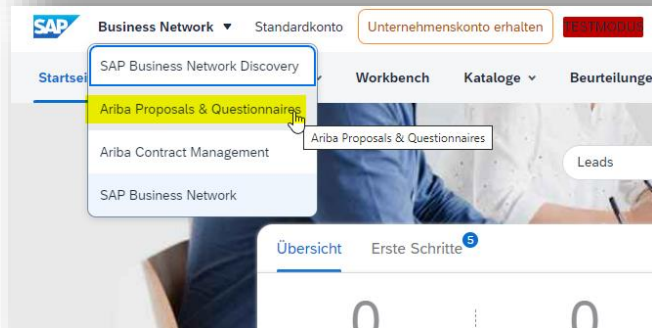 SAP Business Network ▼ Standardkonto Unternehmenskonto erhalten TESTMODUS
Startsei Workbench Kataloge Beurteilunge
SAP Business Network Discovery
Ariba Proposals & Questionnaires
Ariba Proposals & Questionnaires
Ariba Contract Management
SAP Business Network
Leads
Übersicht Erste Schritte 5
0 0